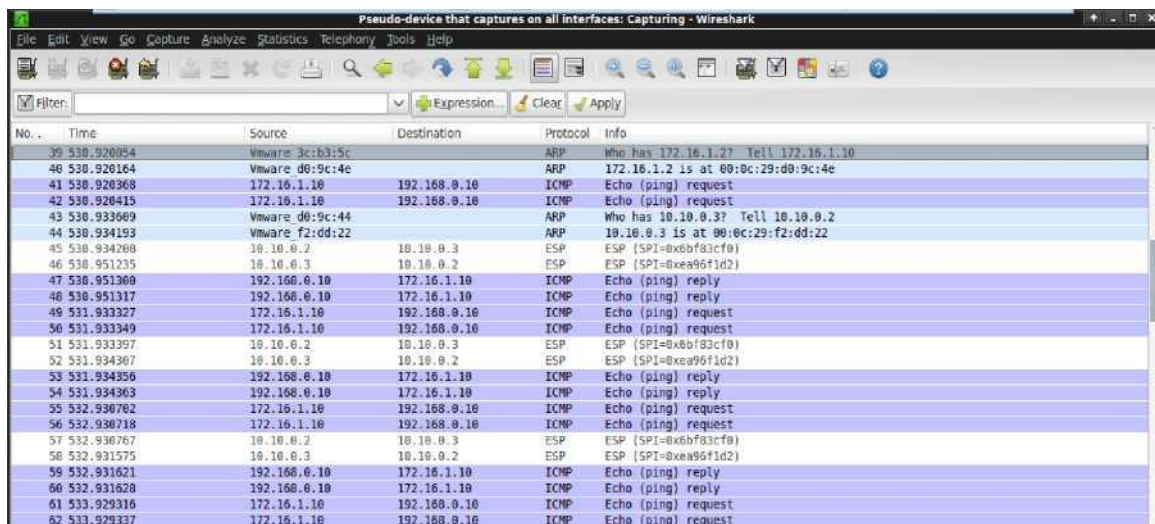 Pseudo-device that captures on all interfaces: Capturing - Wireshark
File Edit View Go Capture Analyze Statistics Telephony Tools Help
Filter: Expression... Clear Apply
No. . Time Source Destination Protocol Info
39 530.920054 Vmware_3c:b3:5c ARP Who has 172.16.1.2? Tell 172.16.1.10
40 530.920164 Vmware_d0:9c:4e ARP 172.16.1.2 is at 00:0c:29:d0:9c:4e
41 530.920368 172.16.1.10 192.168.0.10 ICMP Echo (ping) request
42 530.920415 172.16.1.10 192.168.0.10 ICMP Echo (ping) request
43 530.933609 Vmware_d0:9c:44 ARP Who has 10.10.0.3? Tell 10.10.0.2
44 530.934193 Vmware_f2:dd:22 ARP 10.10.0.3 is at 00:0c:29:f2:dd:22
45 530.934208 10.10.0.2 10.10.0.3 ESP ESP (SPI=0x6bf83cf0)
46 530.951235 10.10.0.3 10.10.0.2 ESP ESP (SPI=0xea96f1d2)
47 530.951300 192.168.0.10 172.16.1.10 ICMP Echo (ping) reply
48 530.951317 192.168.0.10 172.16.1.10 ICMP Echo (ping) reply
49 531.933327 172.16.1.10 192.168.0.10 ICMP Echo (ping) request
50 531.933349 172.16.1.10 192.168.0.10 ICMP Echo (ping) request
51 531.933397 10.10.0.2 10.10.0.3 ESP ESP (SPI=0x6bf83cf0)
52 531.934307 10.10.0.3 10.10.0.2 ESP ESP (SPI=0xea96f1d2)
53 531.934356 192.168.0.10 172.16.1.10 ICMP Echo (ping) reply
54 531.934363 192.168.0.10 172.16.1.10 ICMP Echo (ping) reply
55 532.930702 172.16.1.10 192.168.0.10 ICMP Echo (ping) request
56 532.930718 172.16.1.10 192.168.0.10 ICMP Echo (ping) request
57 532.930767 10.10.0.2 10.10.0.3 ESP ESP (SPI=0x6bf83cf0)
58 532.931575 10.10.0.3 10.10.0.2 ESP ESP (SPI=0xea96f1d2)
59 532.931621 192.168.0.10 172.16.1.10 ICMP Echo (ping) reply
60 532.931628 192.168.0.10 172.16.1.10 ICMP Echo (ping) reply
61 533.929316 172.16.1.10 192.168.0.10 ICMP Echo (ping) request
62 533.929337 172.16.1.10 192.168.0.10 ICMP Echo (ping) request